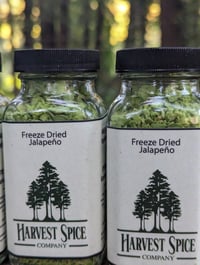 Freeze Dried
Jalapeño
HARVEST SPICE
COMPANY
Freeze Dried
Jalapeño
HARVEST SPICE
COMPANY